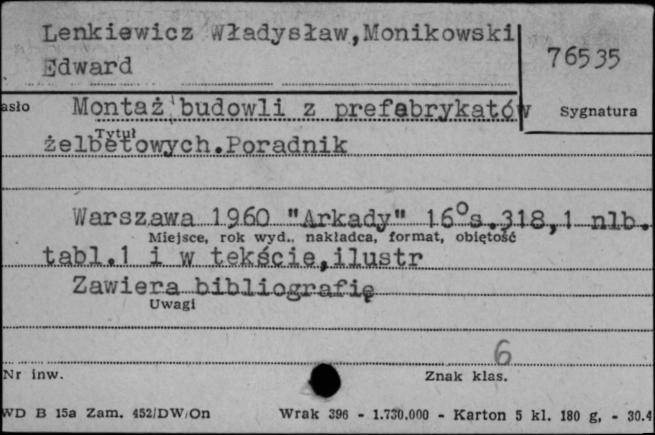 Lenkiewicz Władysław,Monikowski
Edward
76535
asło
Montaż budowli z prefabrykatów
Sygnatura
Tytuł
żelbetowych.Poradnik
Warszawa 1960 "Arkady" 16°s.318,1 nlb.
Miejsce, rok wyd., nakładca, format, objętość
tabl.1 i w tekście,ilustr
Zawiera bibliografię
Uwagi
6
Nr inw.
Znak klas.
WD B 15a Zam. 452/DW/On Wrak 396 - 1.730.000 - Karton 5 kl. 180 g, - 30.4